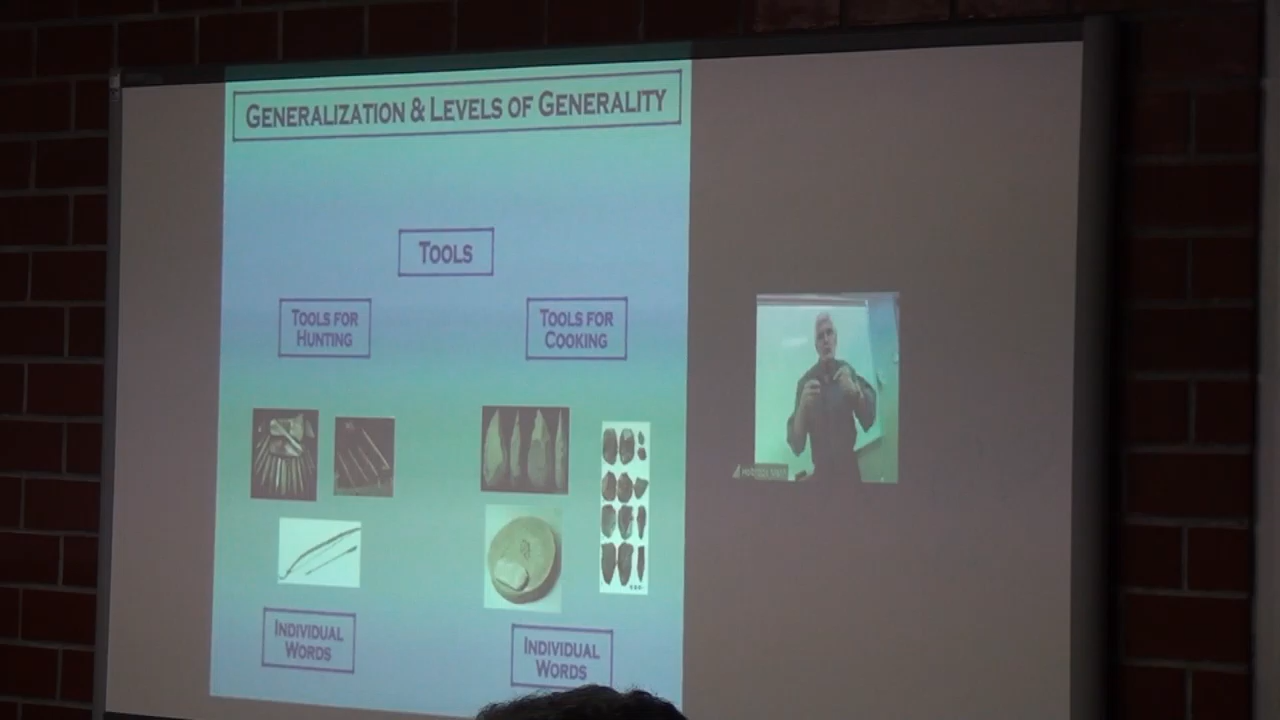 GENERALIZATION & LEVELS OF GENERALITY
TOOLS
TOOLS FOR
HUNTING
TOOLS FOR
COOKING
INDIVIDUAL
WORDS
INDIVIDUAL
WORDS